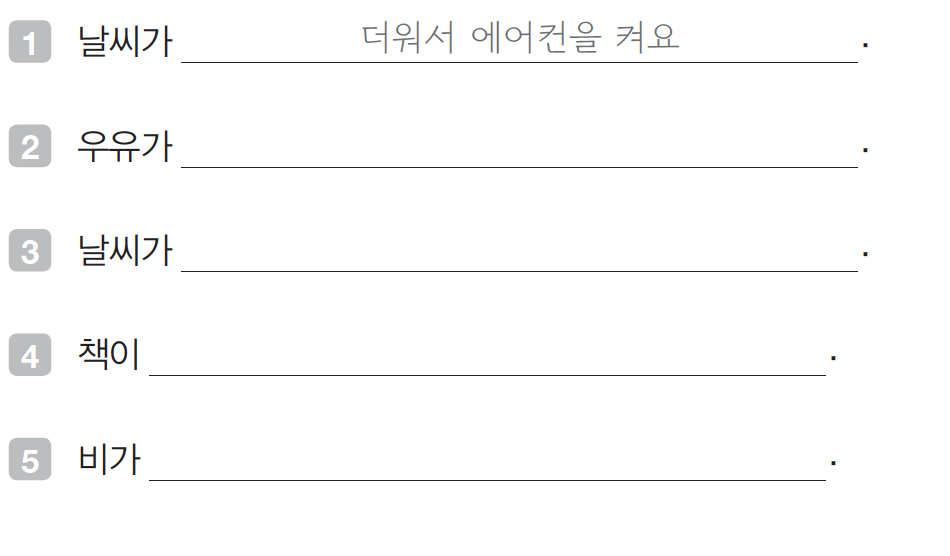 1 날씨가 더워서 에어컨을 켜요.
2 우유가 .
3 날씨가 .
4 책이 .
5 비가 .